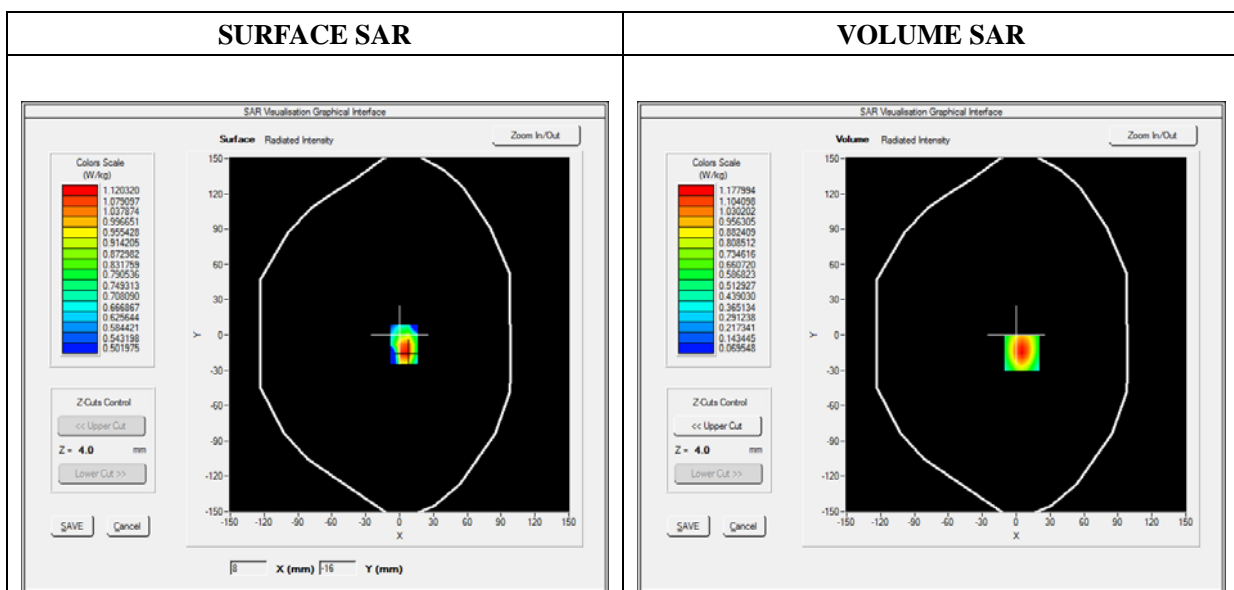 SURFACE SAR
VOLUME SAR
SAR Visualisation Graphical Interface
Surface Radiated Intensity
Zoom In/Out
Colors Scale
(W/kg)
1.120320
1.079097
1.037874
0.996651
0.955428
0.914205
0.872982
0.831759
0.790536
0.749313
0.708090
0.666867
0.625644
0.584421
0.543198
0.501975
Z-Cuts Control
<< Upper Cut
Z = 4.0 mm
Lower Cut >>
SAVE Cancel
150
120
90
60
30
0
-30
-60
-90
-120
-150
Y
-150 -120 -90 -60 -30 0 30 60 90 120 150
X
8 X (mm) -16 Y (mm)
SAR Visualisation Graphical Interface
Volume Radiated Intensity
Zoom In/Out
Colors Scale
(W/kg)
1.177994
1.104098
1.030202
0.956305
0.882409
0.808512
0.734616
0.660720
0.586823
0.512927
0.439030
0.365134
0.291238
0.217341
0.143445
0.069548
Z-Cuts Control
<< Upper Cut
Z = 4.0 mm
Lower Cut >>
SAVE Cancel
150
120
90
60
30
0
-30
-60
-90
-120
-150
Y
-150 -120 -90 -60 -30 0 30 60 90 120 150
X